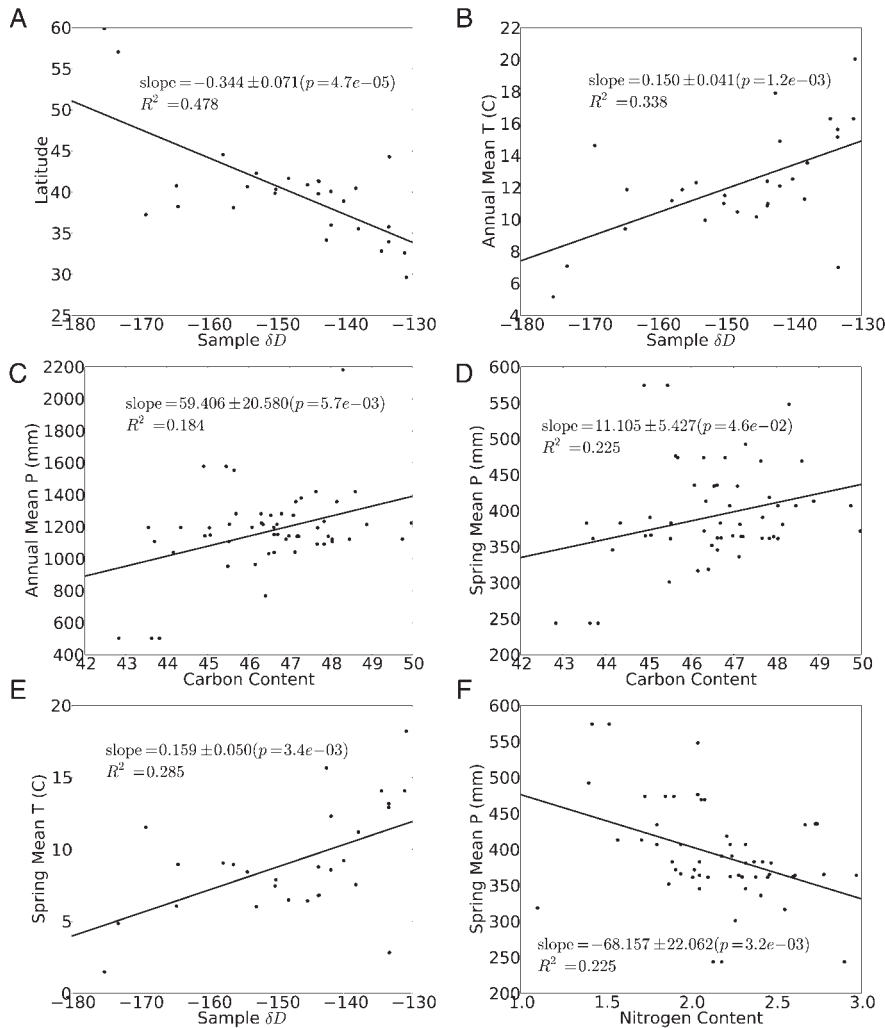 A
60
55
50
45
40
35
30
25
Latitude
slope=−0.344±0.071(p=4.7e−05)
R² =0.478
−180 −170 −160 −150 −140 −130
Sample δD
B
22
20
18
16
14
12
10
8
6
4
Annual Mean T (C)
slope=0.150±0.041(p=1.2e−03)
R² =0.338
−180 −170 −160 −150 −140 −130
Sample δD
C
2200
2000
1800
1600
1400
1200
1000
800
600
400
Annual Mean P (mm)
slope=59.406±20.580(p=5.7e−03)
R² =0.184
42 43 44 45 46 47 48 49 50
Carbon Content
D
600
550
500
450
400
350
300
250
200
Spring Mean P (mm)
slope=11.105±5.427(p=4.6e−02)
R² =0.225
42 43 44 45 46 47 48 49 50
Carbon Content
E
20
15
10
5
0
Spring Mean T (C)
slope=0.159±0.050(p=3.4e−03)
R² =0.285
−180 −170 −160 −150 −140 −130
Sample δD
F
600
550
500
450
400
350
300
250
200
Spring Mean P (mm)
slope=−68.157±22.062(p=3.2e−03)
R² =0.225
1.0 1.5 2.0 2.5 3.0
Nitrogen Content